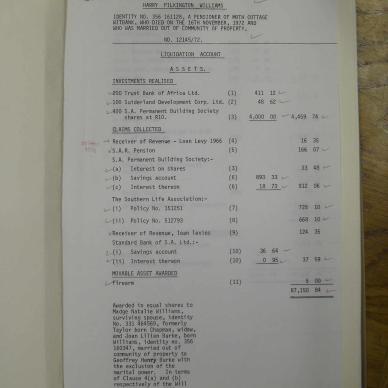 HARRY PILKINGTON WILLIAMS
IDENTITY NO. 356 161128, A PENSIONER OF MOTH COTTAGE
WITBANK, WHO DIED ON THE 16TH NOVEMBER, 1972 AND
WHO WAS MARRIED OUT OF COMMUNITY OF PROPERTY.
NO. 12145/72.
LIQUIDATION ACCOUNT
ASSETS.
INVESTMENTS REALISED
200 Trust Bank of Africa Ltd. (1) 411 12
100 Sutderland Development Corp. Ltd. (2) 48 62
400 S.A. Permanent Building Society
shares at R10. (3) 4,000 00 4,459 74
CLAIMS COLLECTED
Receiver of Revenue - Loan Levy 1966 (4) 16 35
S.A.R. Pension (5) 166 07
S.A. Permanent Building Society:-
(a) Interest on shares (3) 33 48
(b) Savings account (6) 893 33
(c) Interest thereon (6) 18 73 912 06
The Southern Life Association:-
(i) Policy No. 151251 (7) 728 10
(ii) Policy No. 512793 (8) 668 10
Receiver of Revenue, loan levies (9) 124 35
Standard Bank of S.A. Ltd.:-
(i) Savings account (10) 36 64
(ii) Interest thereon (10) 0 95 37 59
MOVABLE ASSET AWARDED
Firearm (11) 5 00
R7,150 84
Awarded in equal shares to
Madge Natalie Williams,
surviving spouse, identity
No. 331 484569, formerly
Taylor born Chapman, widow,
and Joan Lilian Burke, born
Williams, identity no. 356
160347, married out of
community of property to
Geoffrey Henry Burke with
the exclusion of the
marital power. In terms
of Clause 4(a) and (i)
respectively of the Will